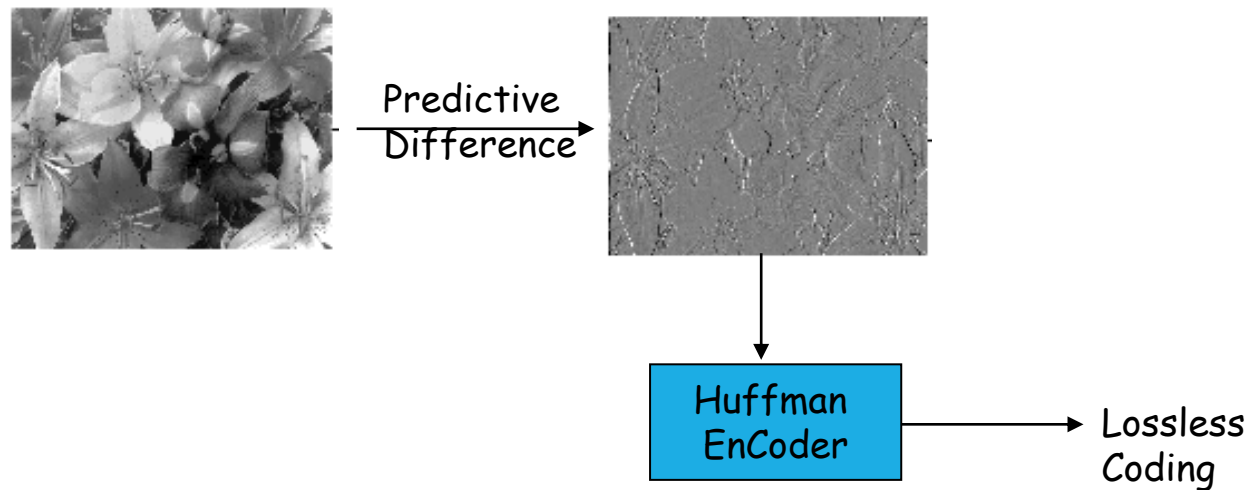 Predictive
Difference
Huffman
EnCoder
Lossless
Coding